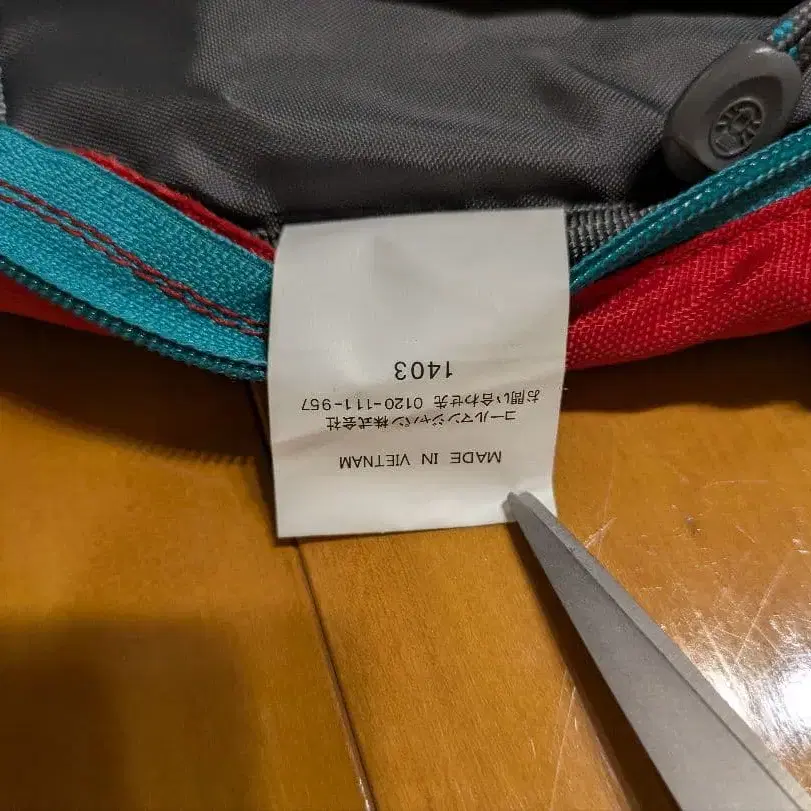 MADE IN VIETNAM
コールマンジャパン株式会社
お問い合わせ先 0120-111-957
1403